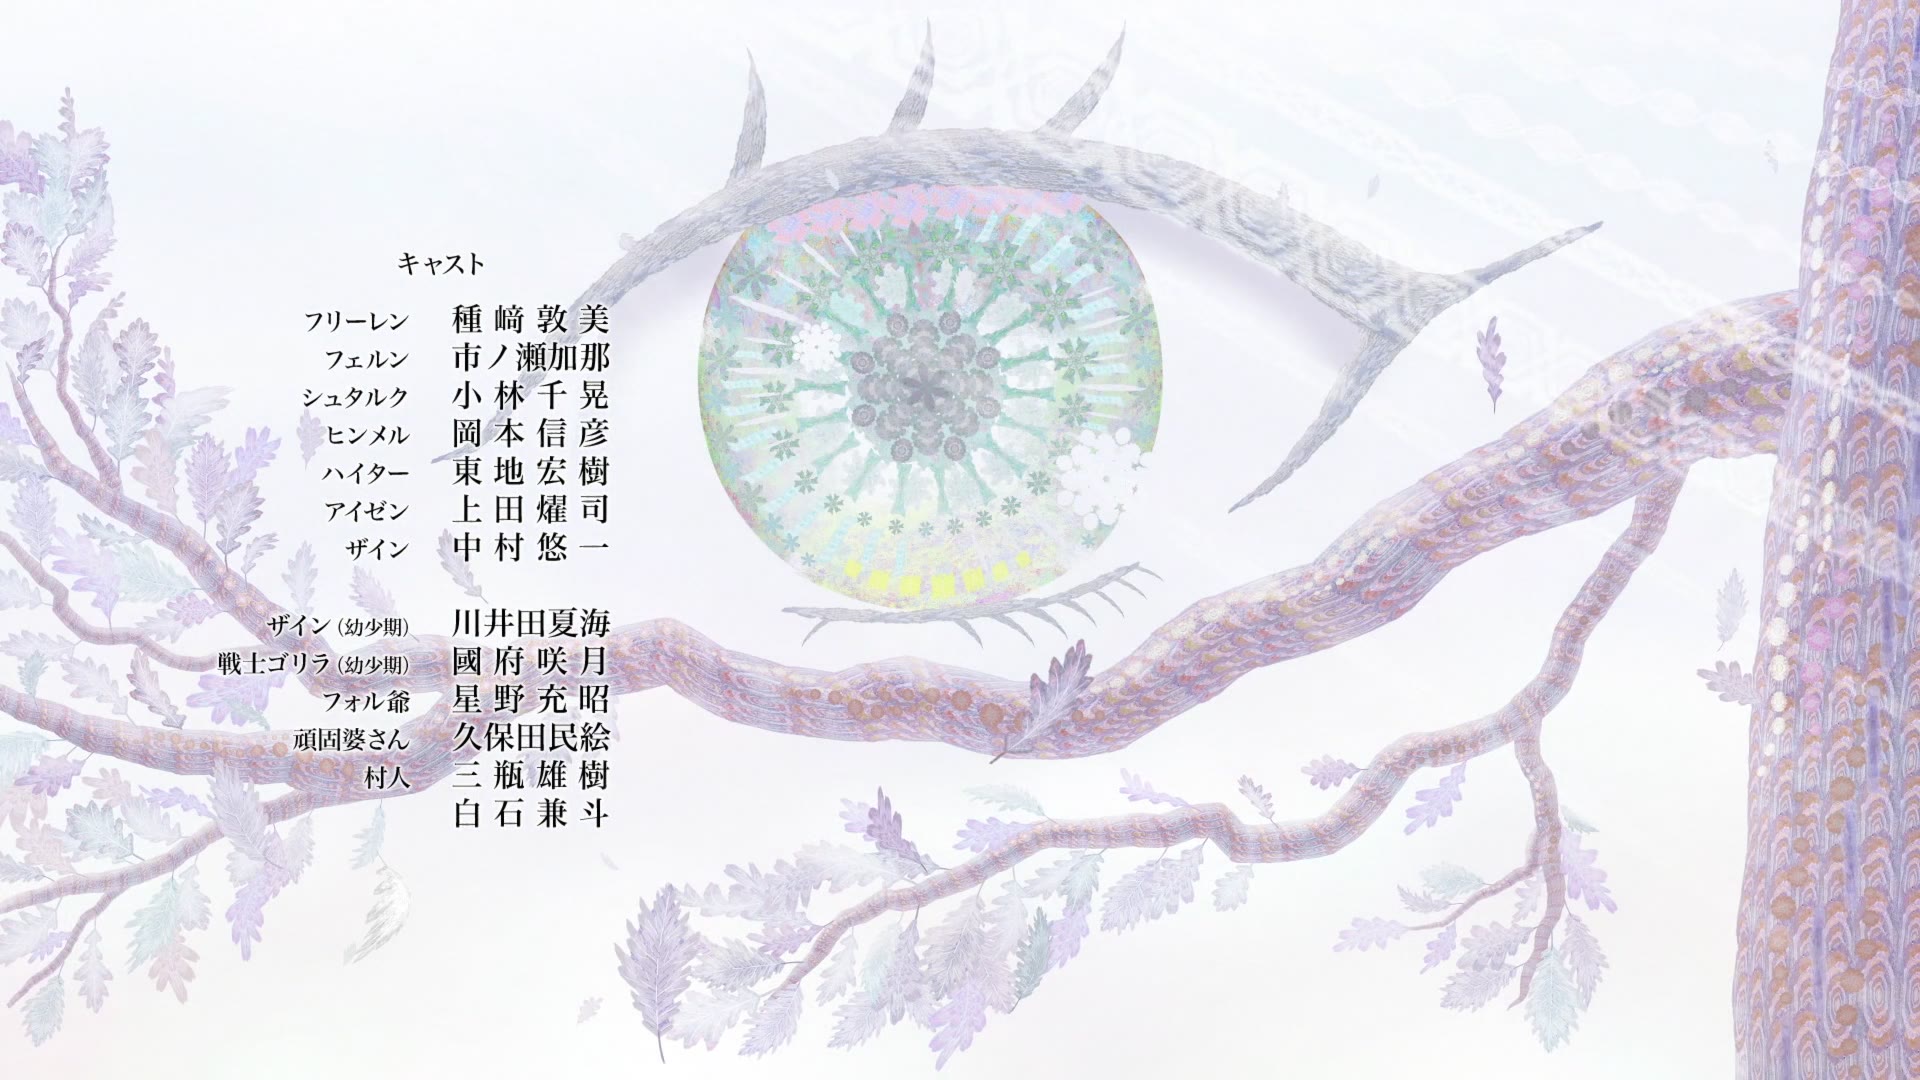 キャスト
フリーレン 種﨑敦美
フェルン 市ノ瀬加那
シュタルク 小林千晃
ヒンメル 岡本信彦
ハイター 東地宏樹
アイゼン 上田燿司
ザイン 中村悠一
ザイン(幼少期) 川井田夏海
戦士ゴリラ(幼少期) 國府咲月
フォル爺 星野充昭
頑固婆さん 久保田民絵
村人 三瓶雄樹
白石兼斗